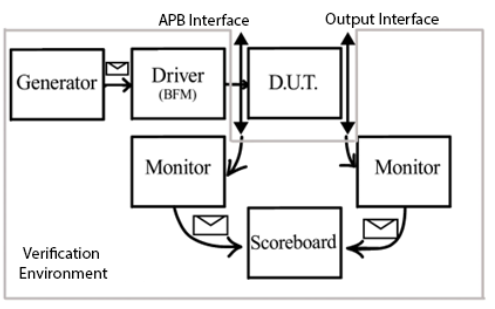 APB Interface
Output Interface
Generator
Driver
(BFM)
D.U.T.
Monitor
Monitor
Scoreboard
Verification
Environment